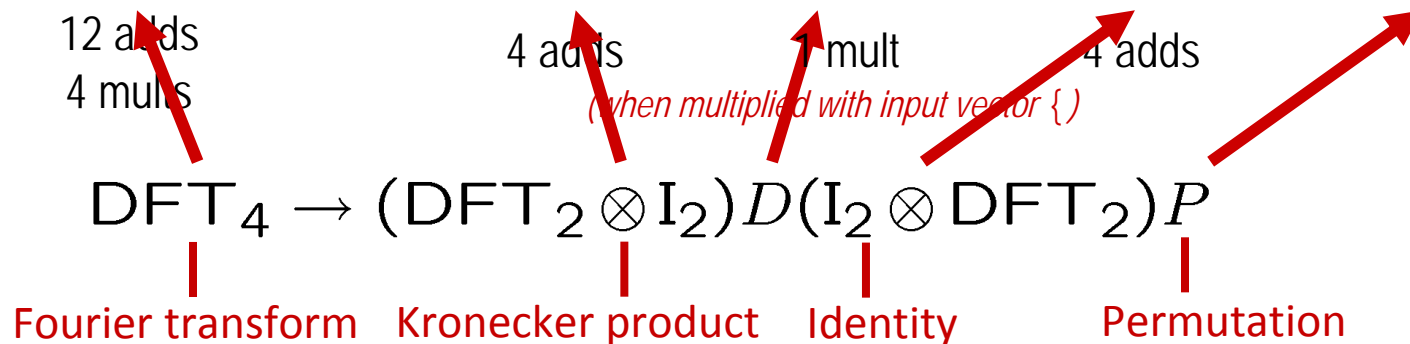 12 adds
4 mults
4 adds
1 mult
4 adds
(when multiplied with input vector { )
DFT₄ → (DFT₂ ⊗ I₂) D (I₂ ⊗ DFT₂) P
Fourier transform
Kronecker product
Identity
Permutation